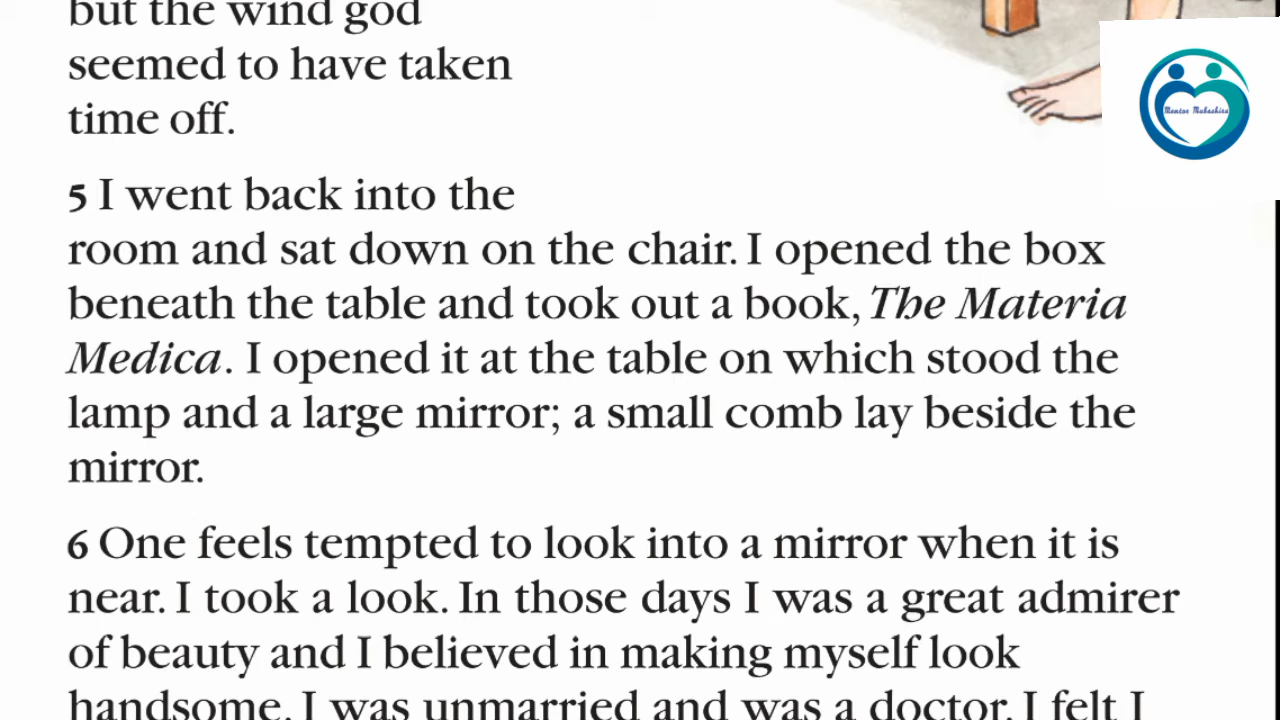 but the wind god
seemed to have taken
time off.
5 I went back into the
room and sat down on the chair. I opened the box
beneath the table and took out a book, The Materia
Medica. I opened it at the table on which stood the
lamp and a large mirror; a small comb lay beside the
mirror.
6 One feels tempted to look into a mirror when it is
near. I took a look. In those days I was a great admirer
of beauty and I believed in making myself look
handsome. I was unmarried and was a doctor. I felt I
Mentor Mubashira